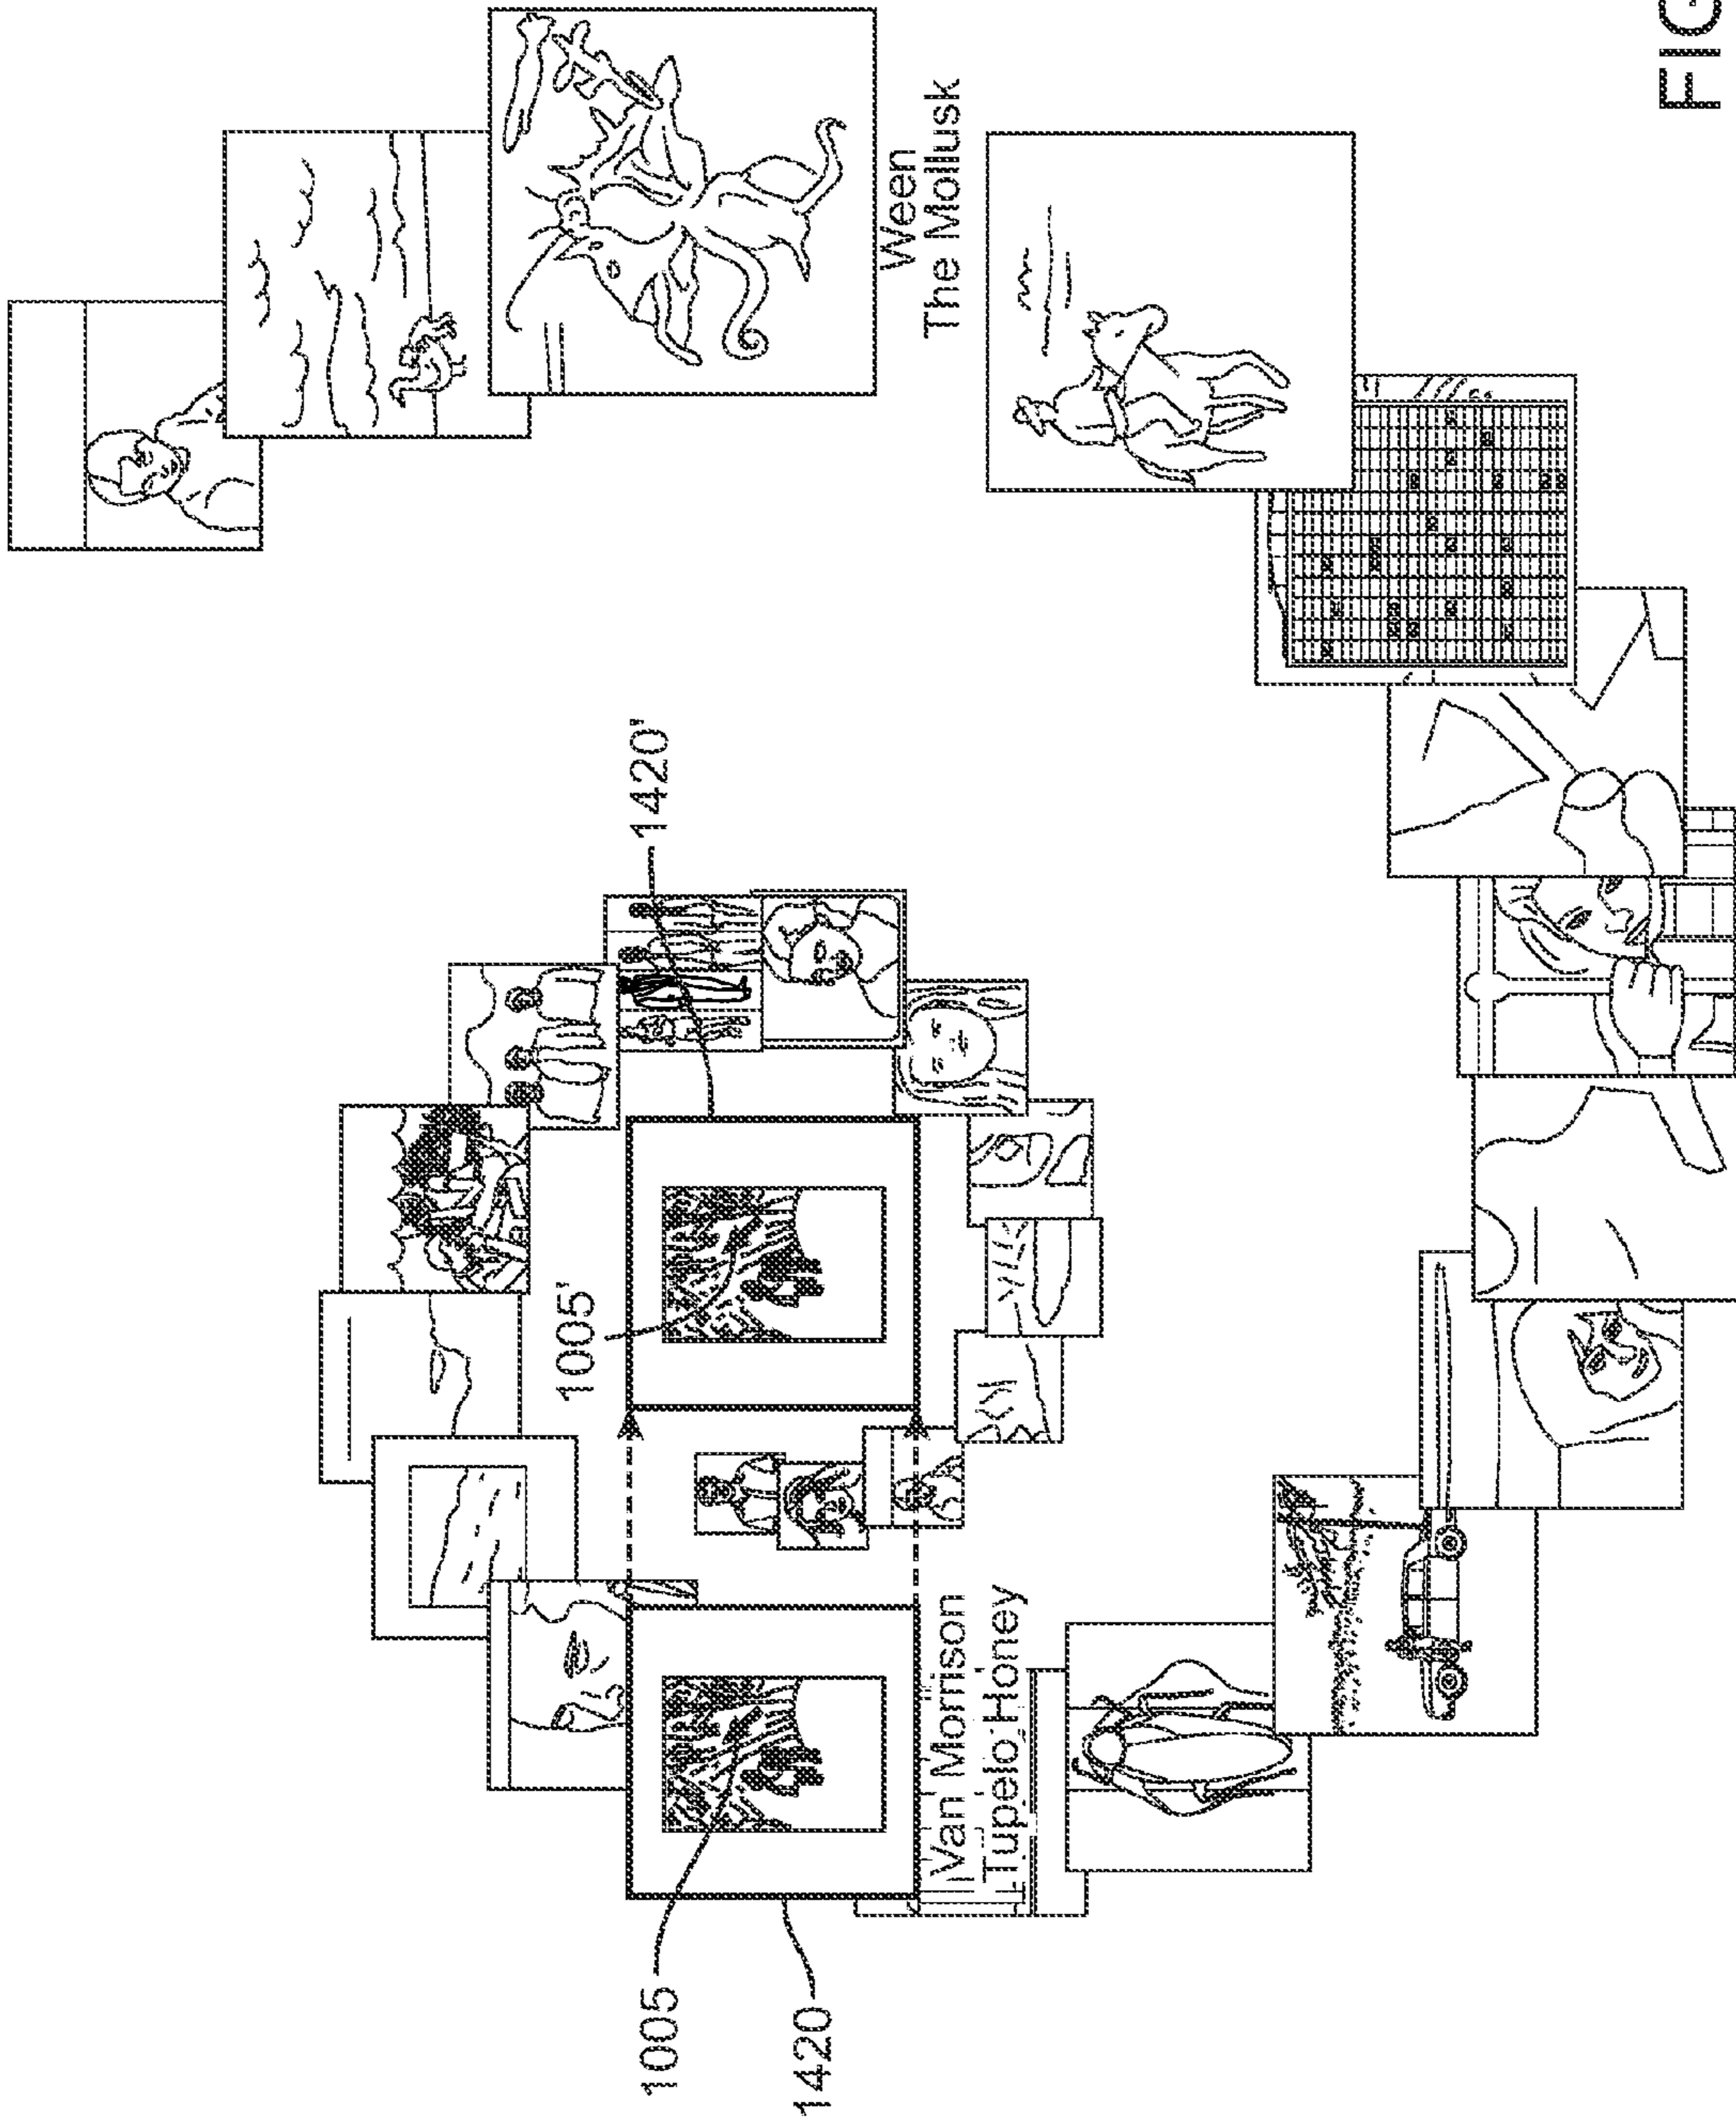 1005
1420
Van Morrison
Tupelo Honey
1005'
1420'
Ween
The Mollusk
FIG